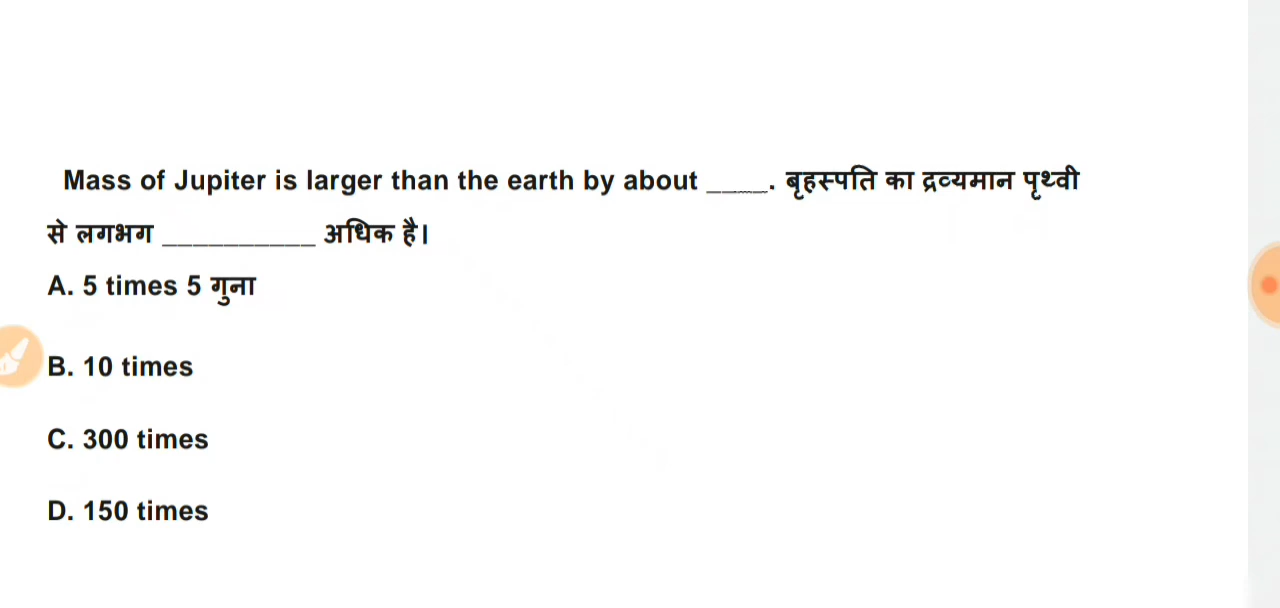 Mass of Jupiter is larger than the earth by about _____. बृहस्पति का द्रव्यमान पृथ्वी
से लगभग ___________ अधिक है।
A. 5 times 5 गुना
B. 10 times
C. 300 times
D. 150 times